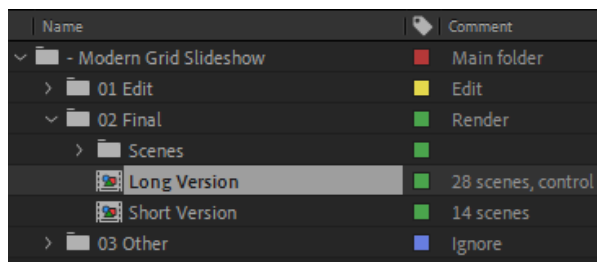 Name Comment
- Modern Grid Slideshow Main folder
01 Edit Edit
02 Final Render
Scenes
Long Version 28 scenes, control
Short Version 14 scenes
03 Other Ignore